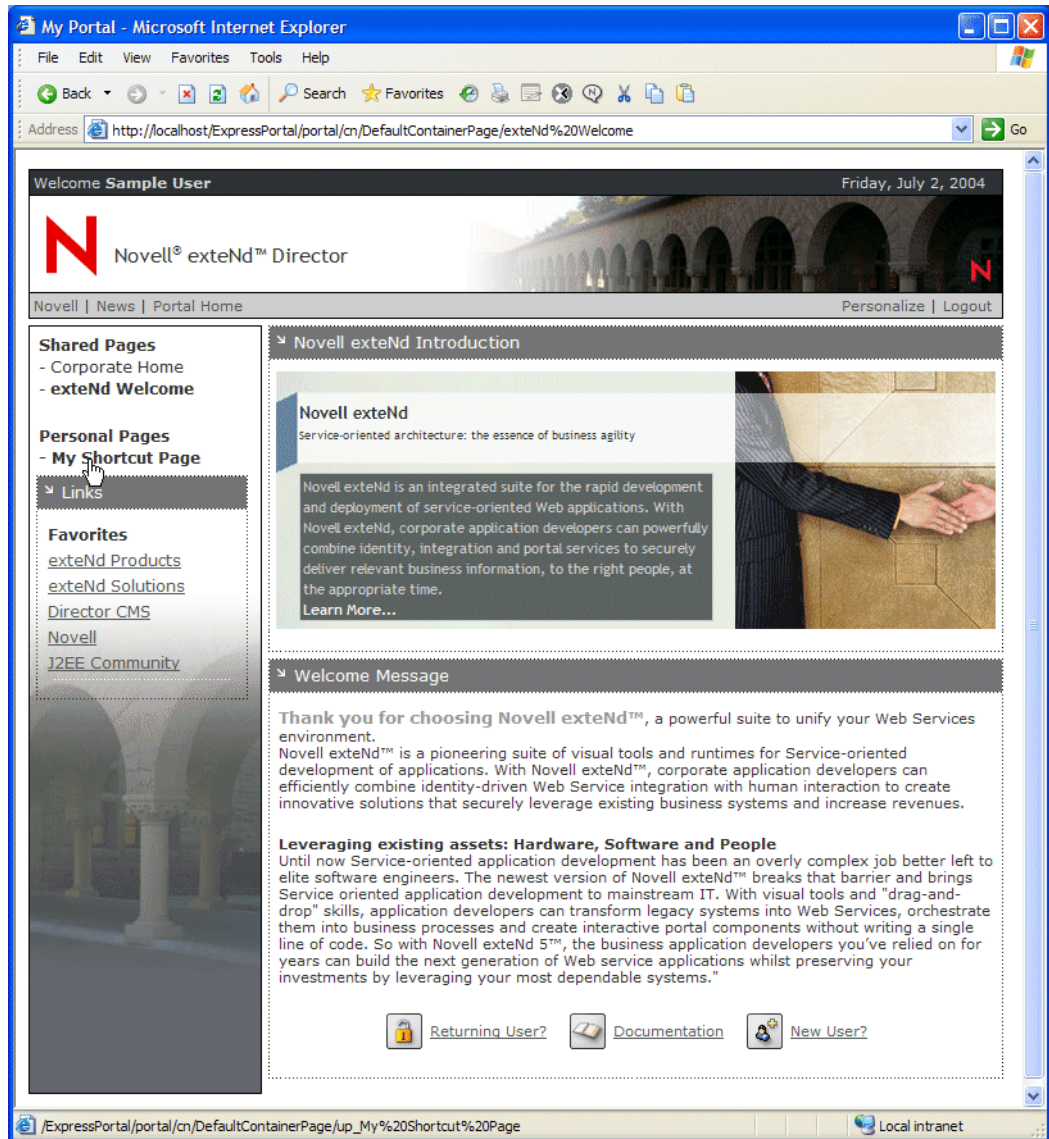 My Portal - Microsoft Internet Explorer
File Edit View Favorites Tools Help
Back Search Favorites
Address http://localhost/ExpressPortal/portal/cn/DefaultContainerPage/exteNd%20Welcome Go
Welcome Sample User Friday, July 2, 2004
N Novell® exteNd™ Director
N
Novell | News | Portal Home Personalize | Logout
Shared Pages
- Corporate Home
- exteNd Welcome
Personal Pages
- My Shortcut Page
Links
Favorites
exteNd Products
exteNd Solutions
Director CMS
Novell
J2EE Community
Novell exteNd Introduction
Novell exteNd
Service-oriented architecture: the essence of business agility
Novell exteNd is an integrated suite for the rapid development
and deployment of service-oriented Web applications. With
Novell exteNd, corporate application developers can powerfully
combine identity, integration and portal services to securely
deliver relevant business information, to the right people, at
the appropriate time.
Learn More...
Welcome Message
Thank you for choosing Novell exteNd™, a powerful suite to unify your Web Services
environment.
Novell exteNd™ is a pioneering suite of visual tools and runtimes for Service-oriented
development of applications. With Novell exteNd™, corporate application developers can
efficiently combine identity-driven Web Service integration with human interaction to create
innovative solutions that securely leverage existing business systems and increase revenues.
Leveraging existing assets: Hardware, Software and People
Until now Service-oriented application development has been an overly complex job better left to
elite software engineers. The newest version of Novell exteNd™ breaks that barrier and brings
Service oriented application development to mainstream IT. With visual tools and "drag-and-
drop" skills, application developers can transform legacy systems into Web Services, orchestrate
them into business processes and create interactive portal components without writing a single
line of code. So with Novell exteNd 5™, the business application developers you've relied on for
years can build the next generation of Web service applications whilst preserving your
investments by leveraging your most dependable systems."
Returning User? Documentation New User?
/ExpressPortal/portal/cn/DefaultContainerPage/up_My%20Shortcut%20Page Local intranet